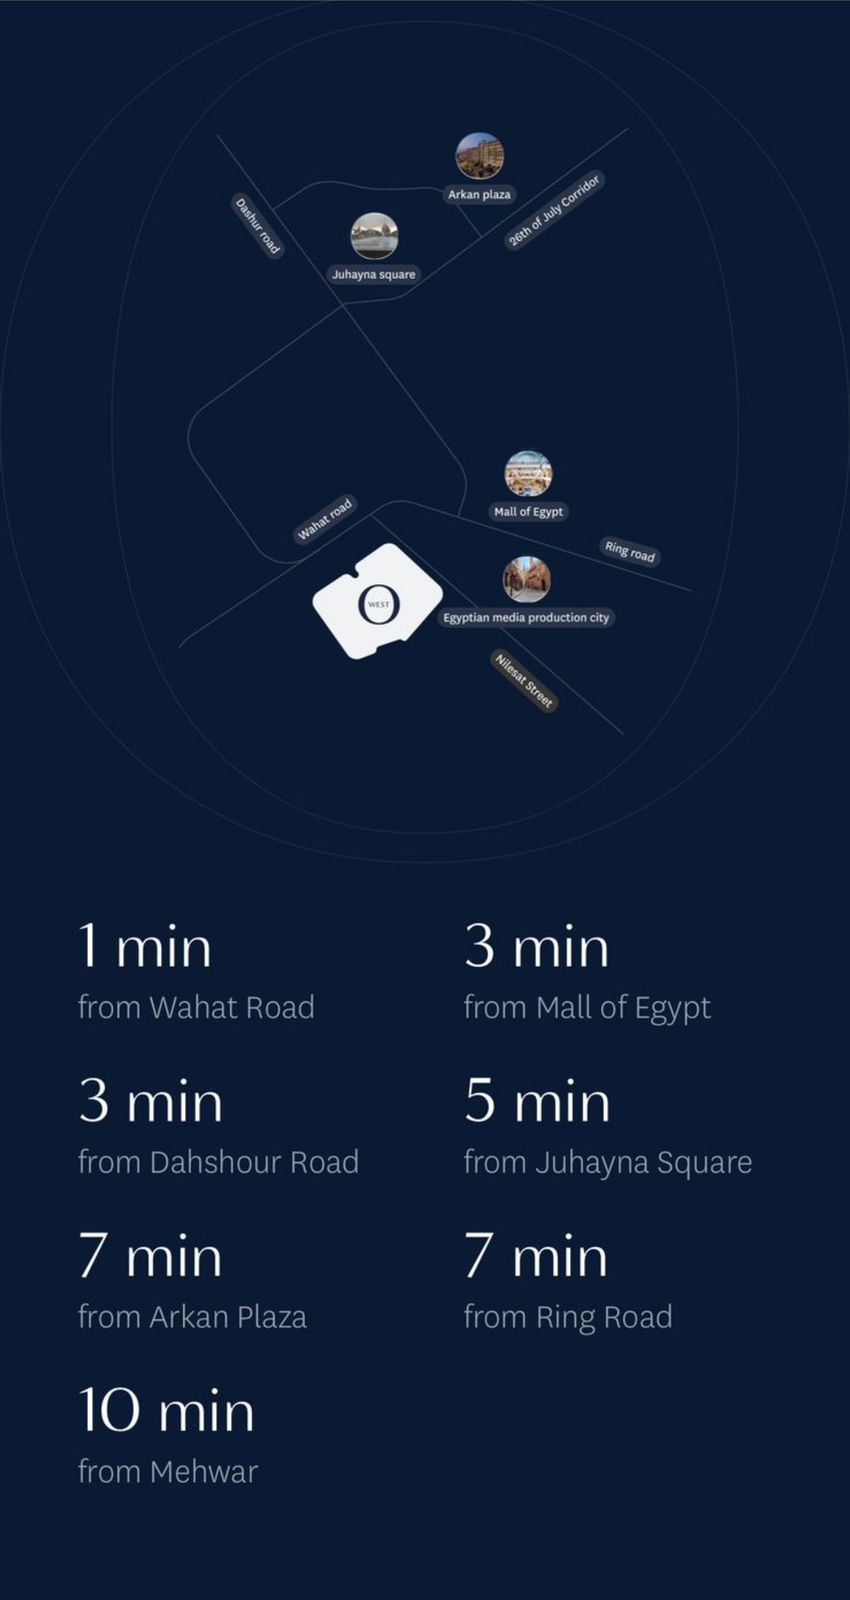 Arkan plaza
26th of July Corridor
Dashur road
Juhayna square
Mall of Egypt
Wahat road
Ring road
Egyptian media production city
O
WEST
Nilesat Street
1 min
from Wahat Road
3 min
from Mall of Egypt
3 min
from Dahshour Road
5 min
from Juhayna Square
7 min
from Arkan Plaza
7 min
from Ring Road
10 min
from Mehwar